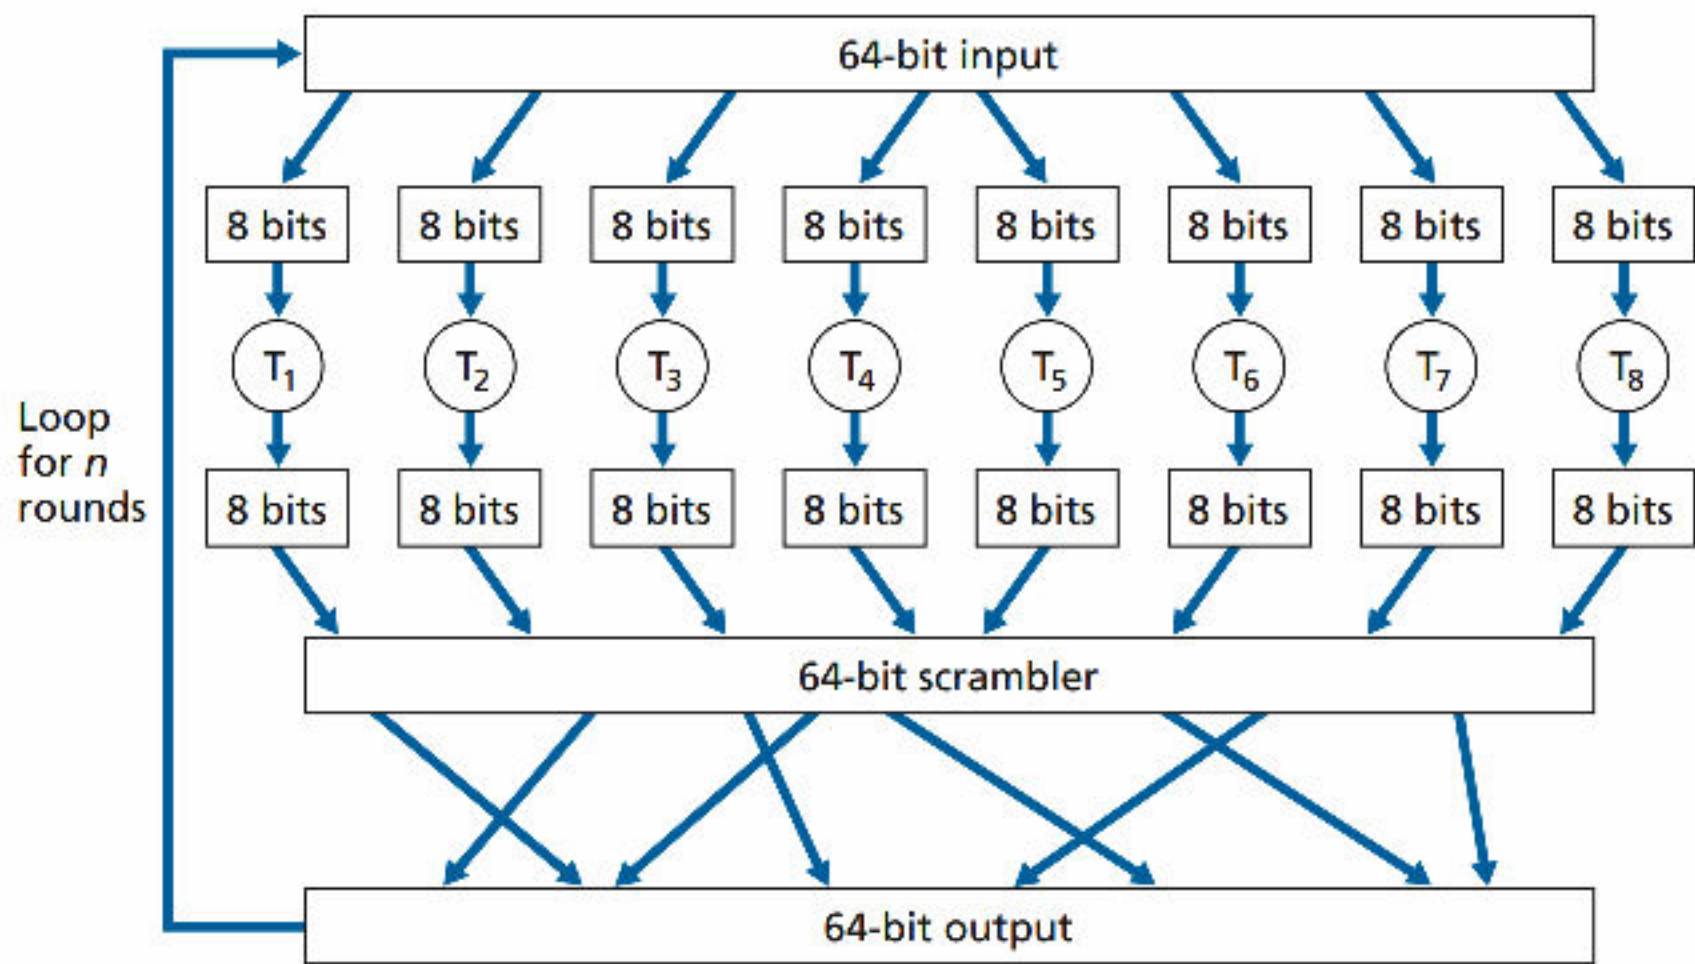 64-bit input
8 bits 8 bits 8 bits 8 bits 8 bits 8 bits 8 bits 8 bits
T1 T2 T3 T4 T5 T6 T7 T8
Loop
for n
rounds
8 bits 8 bits 8 bits 8 bits 8 bits 8 bits 8 bits 8 bits
64-bit scrambler
64-bit output